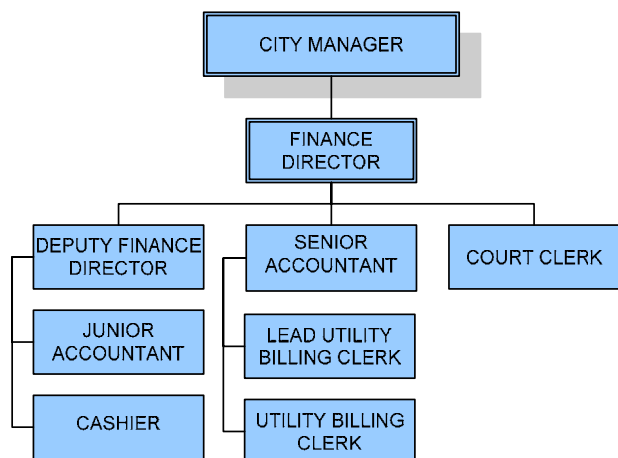 CITY MANAGER
FINANCE
DIRECTOR
DEPUTY FINANCE
DIRECTOR
SENIOR
ACCOUNTANT
COURT CLERK
JUNIOR
ACCOUNTANT
LEAD UTILITY
BILLING CLERK
CASHIER
UTILITY BILLING
CLERK